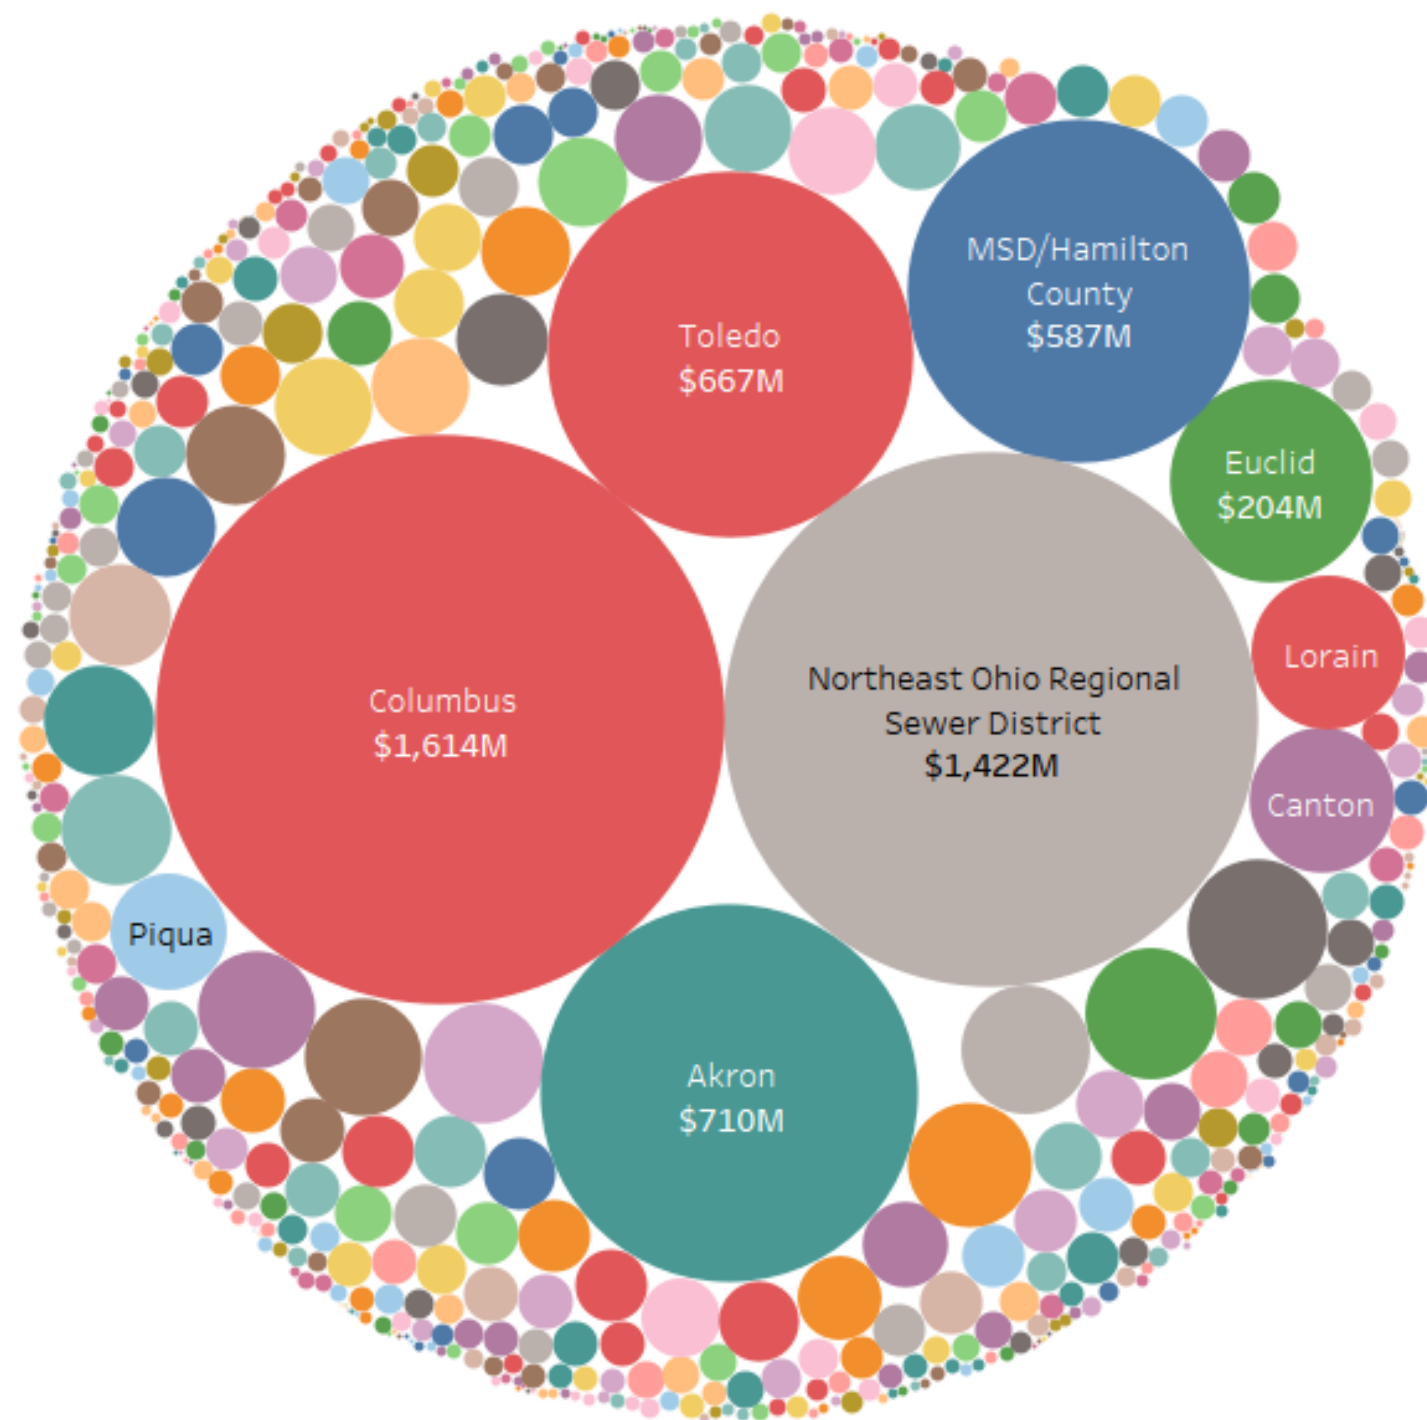 MSD/Hamilton
County
$587M
Toledo
$667M
Euclid
$204M
Lorain
Northeast Ohio Regional
Sewer District
$1,422M
Columbus
$1,614M
Canton
Piqua
Akron
$710M